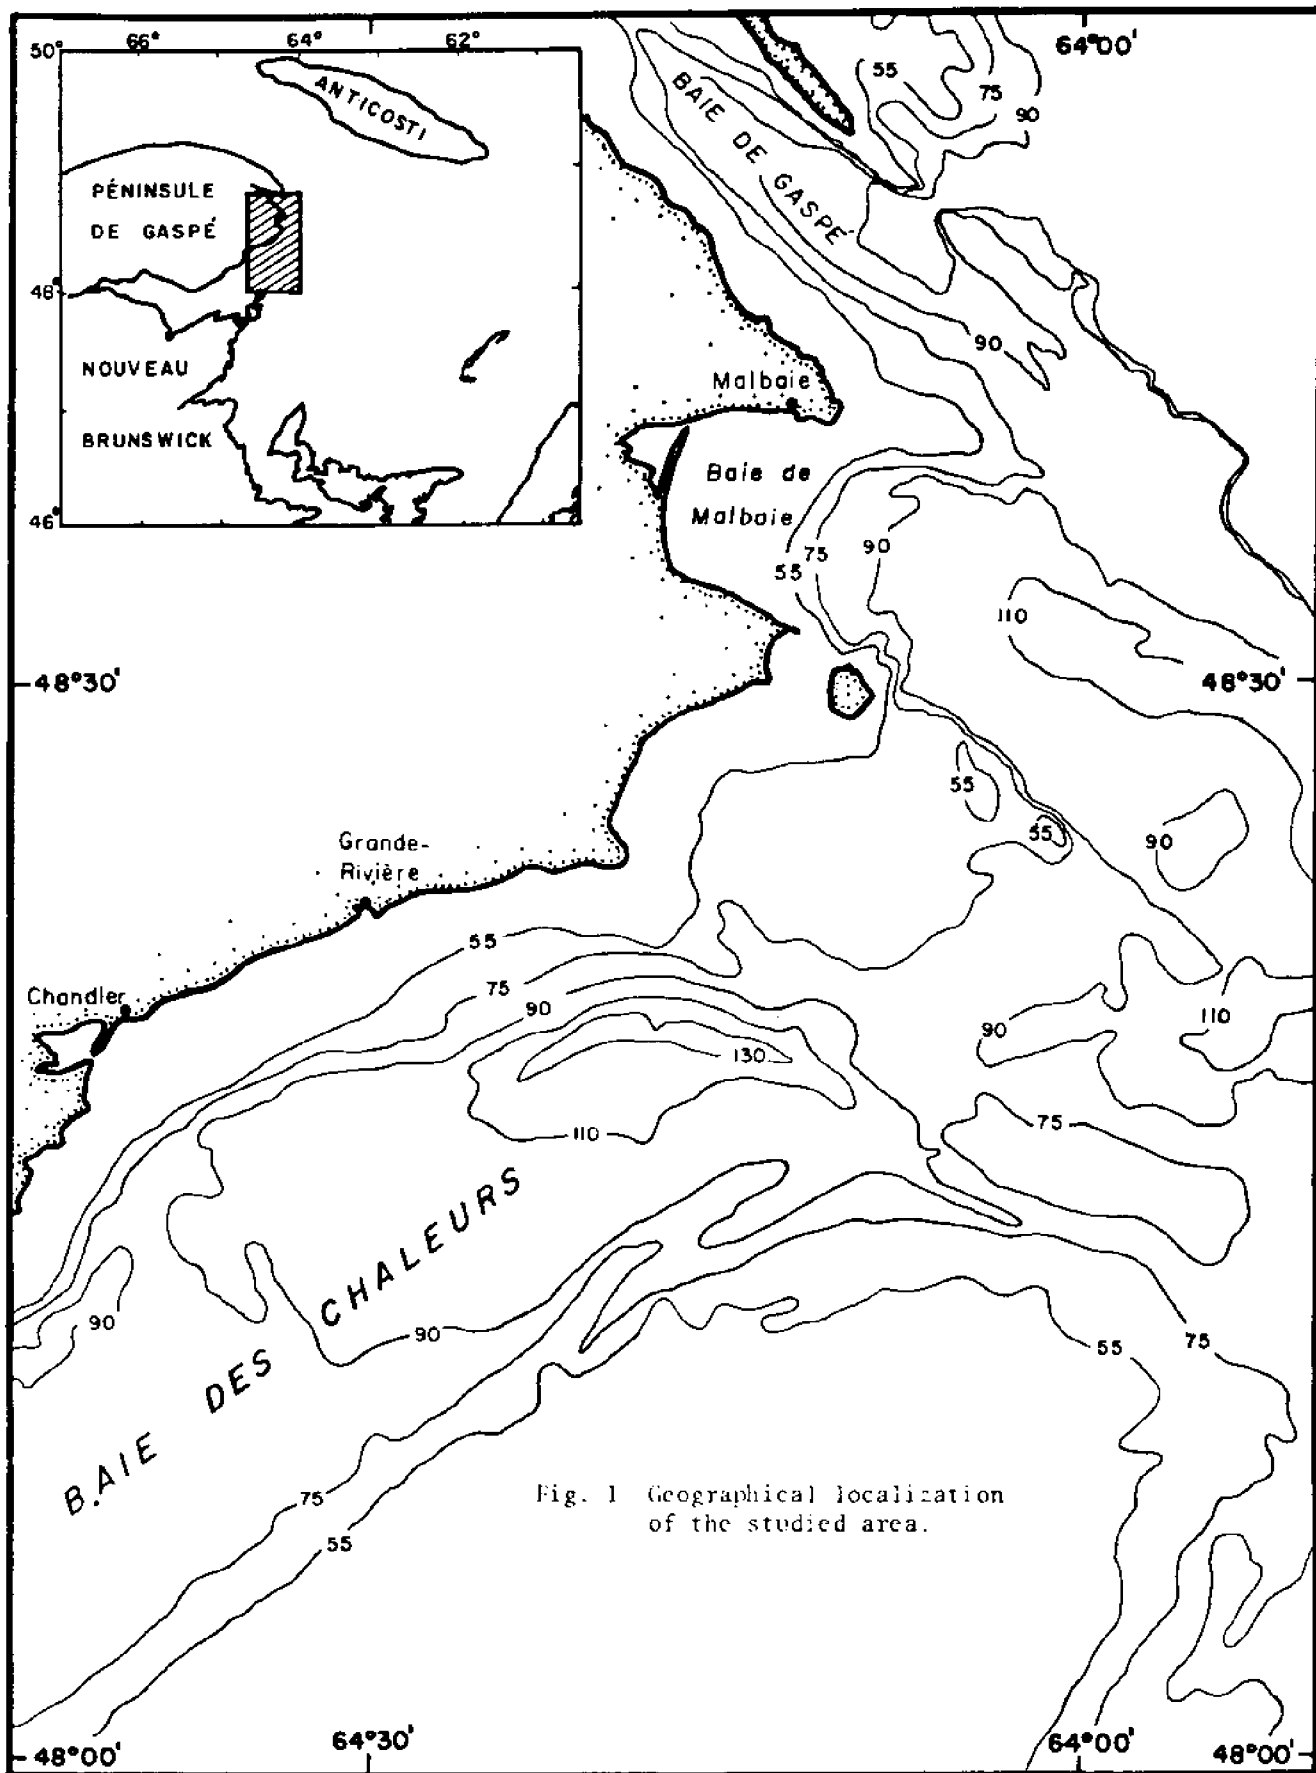 66° 64° 62°
50°
48°
46°
ANTICOSTI
PÉNINSULE
DE GASPÉ
NOUVEAU
BRUNSWICK
64°00'
55
75
90
BAIE DE GASPÉ
90
Malbaie
Baie de
Malbaie
55
75
90
110
48°30'
48°30'
55
55
90
Grande-
Rivière
55
Chandler
75
90
130
110
90
110
75
BAIE DES CHALEURS
90
90
75
55
75
55
Fig. 1 Geographical localization
of the studied area.
48°00'
64°30'
64°00'
48°00'